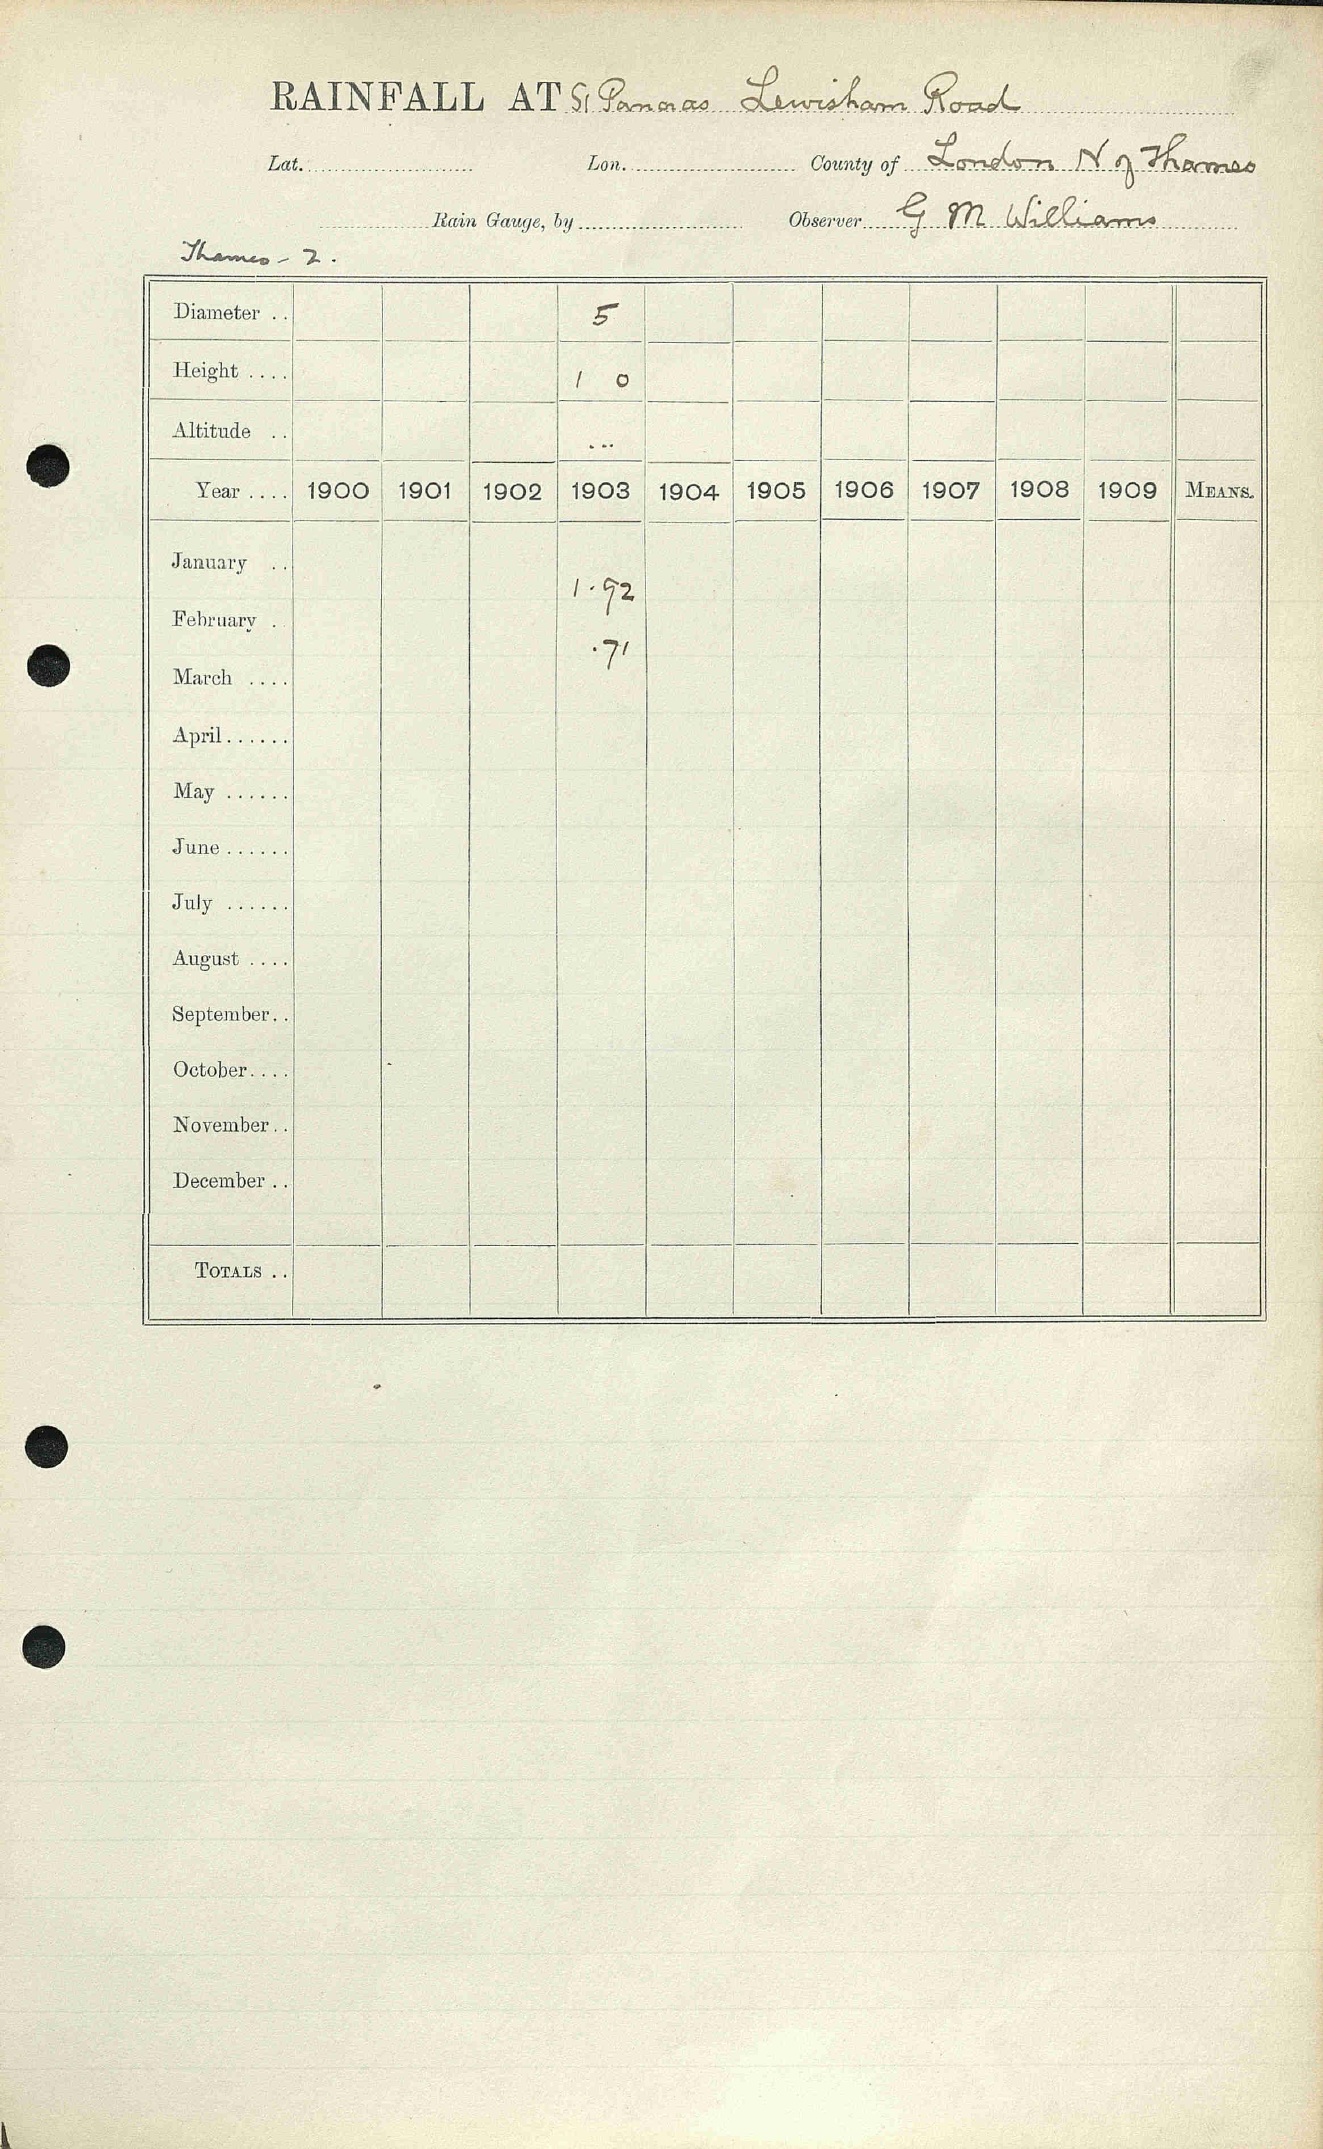 RAINFALL AT St Pancras Lewisham Road
Lat. Lon. County of London N of Thames
Rain Gauge, by Observer G M Williams
Thames - 2.
Diameter .. 5
Height .... 1 0
Altitude .. ...
Year .... 1900 1901 1902 1903 1904 1905 1906 1907 1908 1909 MEANS.
January ..
1.92
February .
.71
March ....
April......
May ......
June ......
July ......
August ....
September..
October....
November..
December ..
TOTALS ..